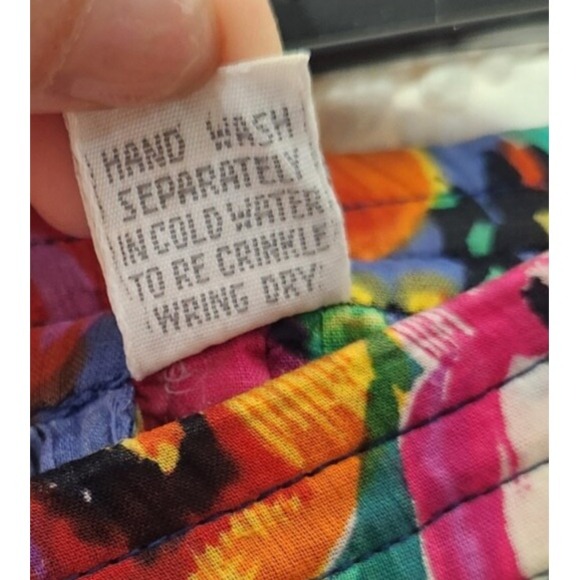 HAND WASH
SEPARATELY
IN COLD WATER
TO RE CRINKLE
WRING DRY